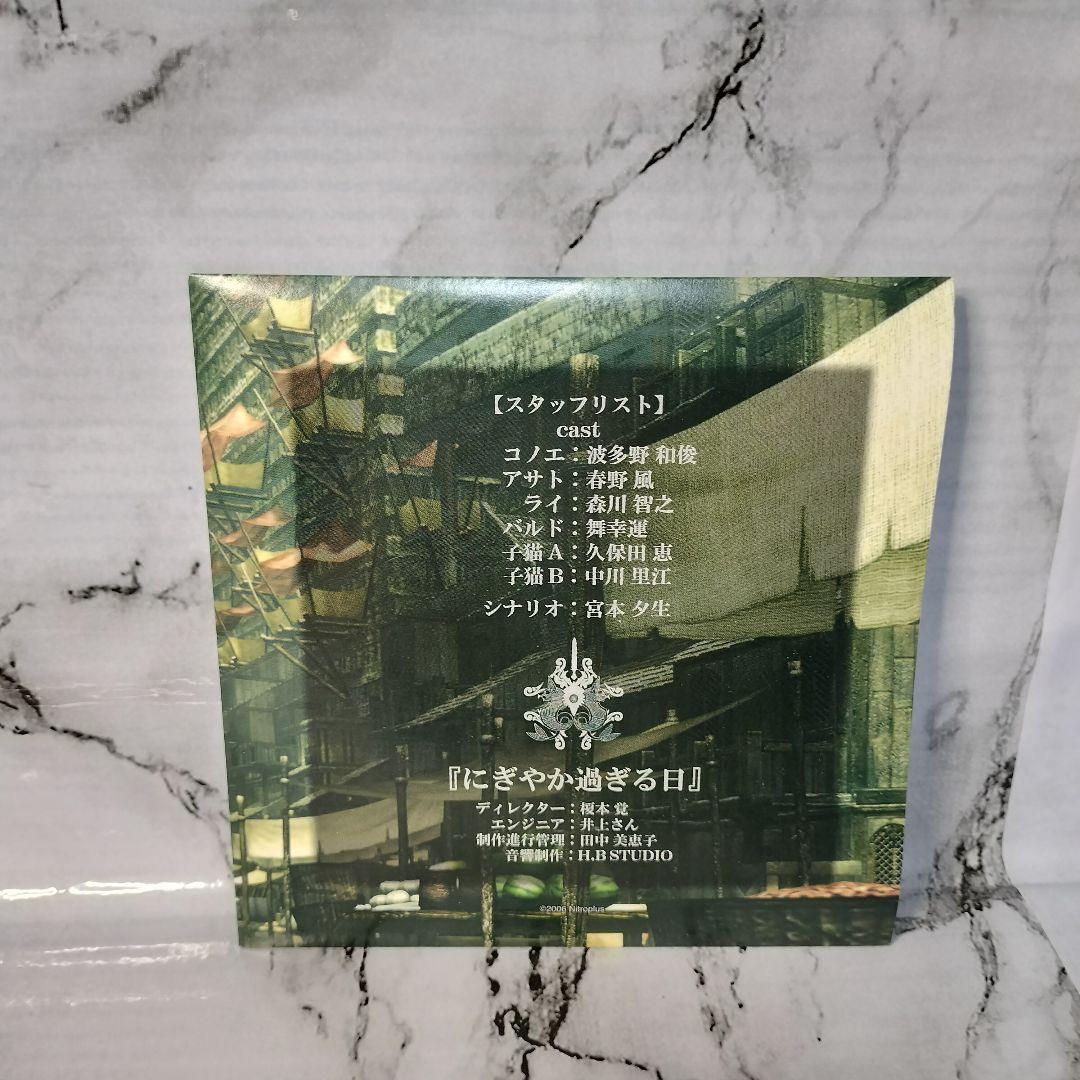 【スタッフリスト】
cast
コノエ：波多野 和俊
アサト：春野 風
ライ：森川 智之
バルド：舞幸運
子猫A：久保田 恵
子猫B：中川 里江
シナリオ：宮本 夕生
『にぎやか過ぎる日』
ディレクター：榎本 覚
エンジニア：井上さん
制作進行管理：田中 美恵子
音響制作：H.B STUDIO
©2006 Nitroplus